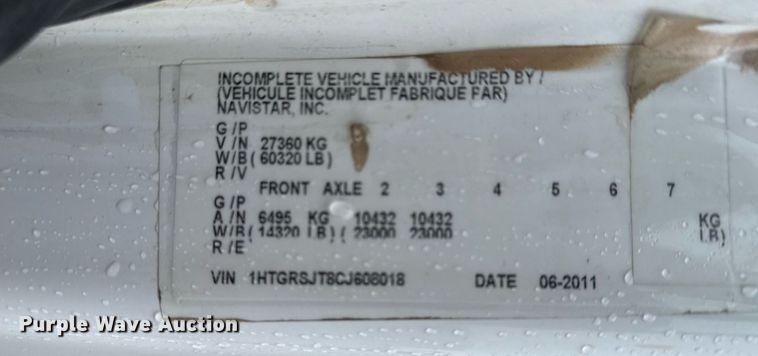 INCOMPLETE VEHICLE MANUFACTURED BY /
(VEHICULE INCOMPLET FABRIQUE PAR)
NAVISTAR, INC.
G /P
V /N 27360 KG
W/B ( 60320 LB)
R /V
FRONT AXLE 2 3 4 5 6 7
G /P
A /N 6495 KG 10432 10432 KG
W/B( 14320 LB) ( 23000 23000 LB)
R /E
VIN 1HTGRSJT8CJ608018 DATE 06-2011
Purple Wave Auction